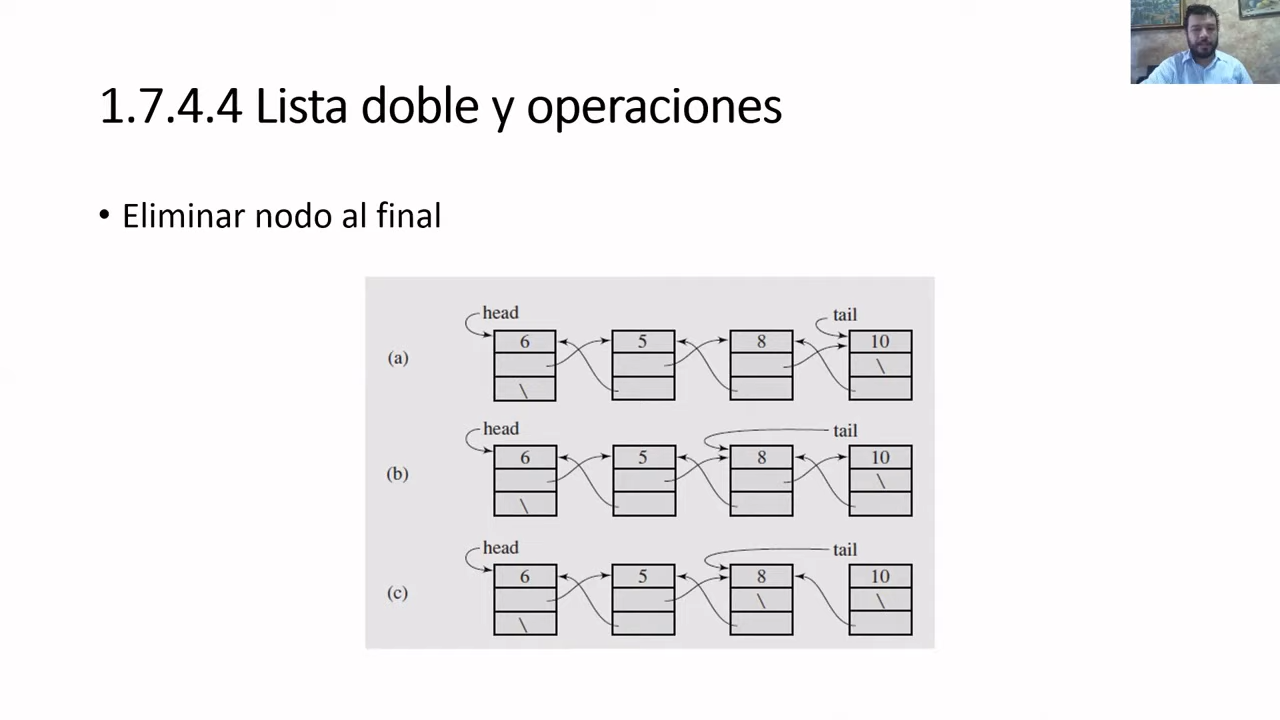 1.7.4.4 Lista doble y operaciones
• Eliminar nodo al final
head
tail
(a)
6
5
8
10
\
\
head
tail
(b)
6
5
8
10
\
\
head
tail
(c)
6
5
8
10
\
\
\